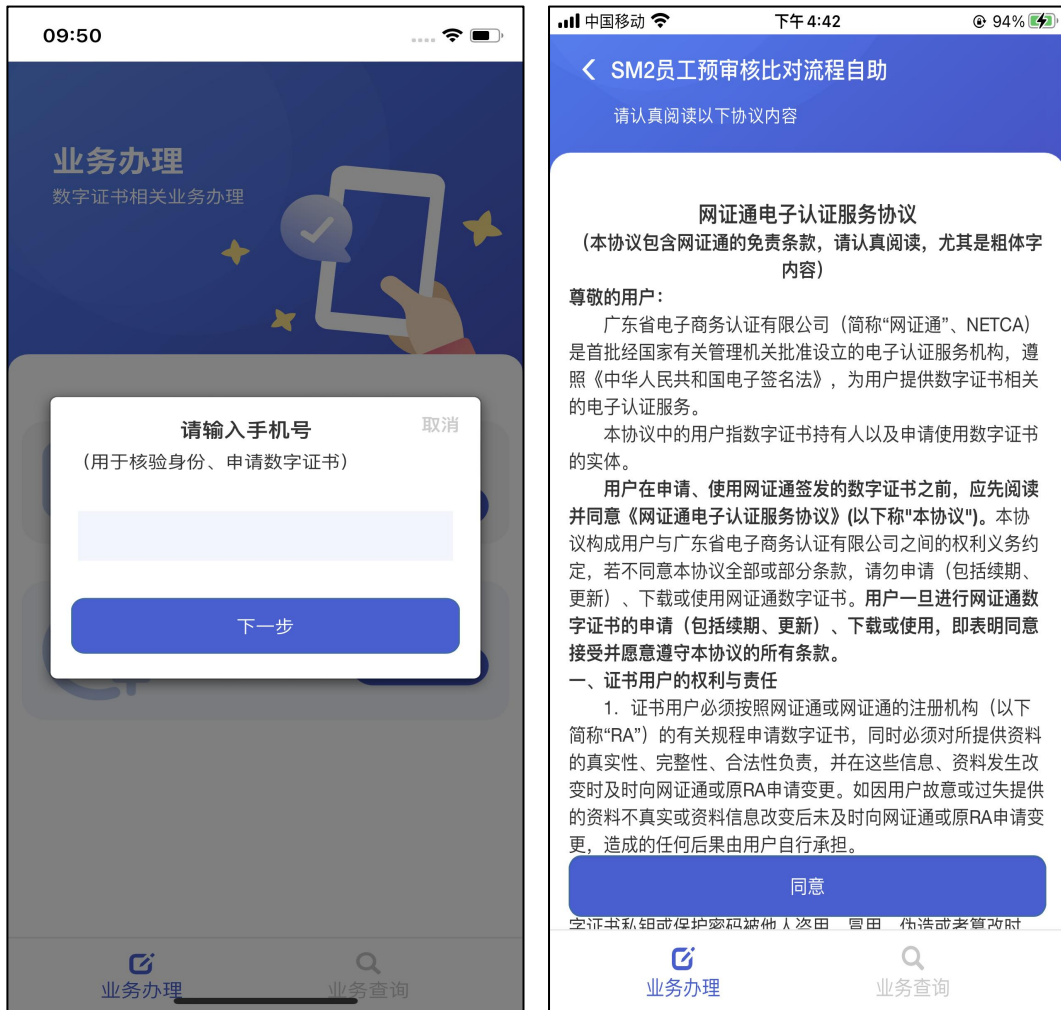 09:50
业务办理
数字证书相关业务办理
请输入手机号
取消
（用于核验身份、申请数字证书）
下一步
业务办理
业务查询
中国移动
下午 4:42
94%
SM2员工预审核比对流程自助
请认真阅读以下协议内容
网证通电子认证服务协议
（本协议包含网证通的免责条款，请认真阅读，尤其是粗体字
内容）
尊敬的用户：
广东省电子商务认证有限公司（简称“网证通”、NETCA）
是首批经国家有关管理机关批准设立的电子认证服务机构，遵
照《中华人民共和国电子签名法》，为用户提供数字证书相关
的电子认证服务。
本协议中的用户指数字证书持有人以及申请使用数字证书
的实体。
用户在申请、使用网证通签发的数字证书之前，应先阅读
并同意《网证通电子认证服务协议》(以下称"本协议")。本协
议构成用户与广东省电子商务认证有限公司之间的权利义务约
定，若不同意本协议全部或部分条款，请勿申请（包括续期、
更新）、下载或使用网证通数字证书。用户一旦进行网证通数
字证书的申请（包括续期、更新）、下载或使用，即表明同意
接受并愿意遵守本协议的所有条款。
一、证书用户的权利与责任
1. 证书用户必须按照网证通或网证通的注册机构（以下
简称“RA”）的有关规程申请数字证书，同时必须对所提供资料
的真实性、完整性、合法性负责，并在这些信息、资料发生改
变时及时向网证通或原RA申请变更。如因用户故意或过失提供
的资料不真实或资料信息改变后未及时向网证通或原RA申请变
更，造成的任何后果由用户自行承担。
同意
字证书私钥或保护密码被他人盗用、冒用、伪造或者篡改时，
业务办理
业务查询